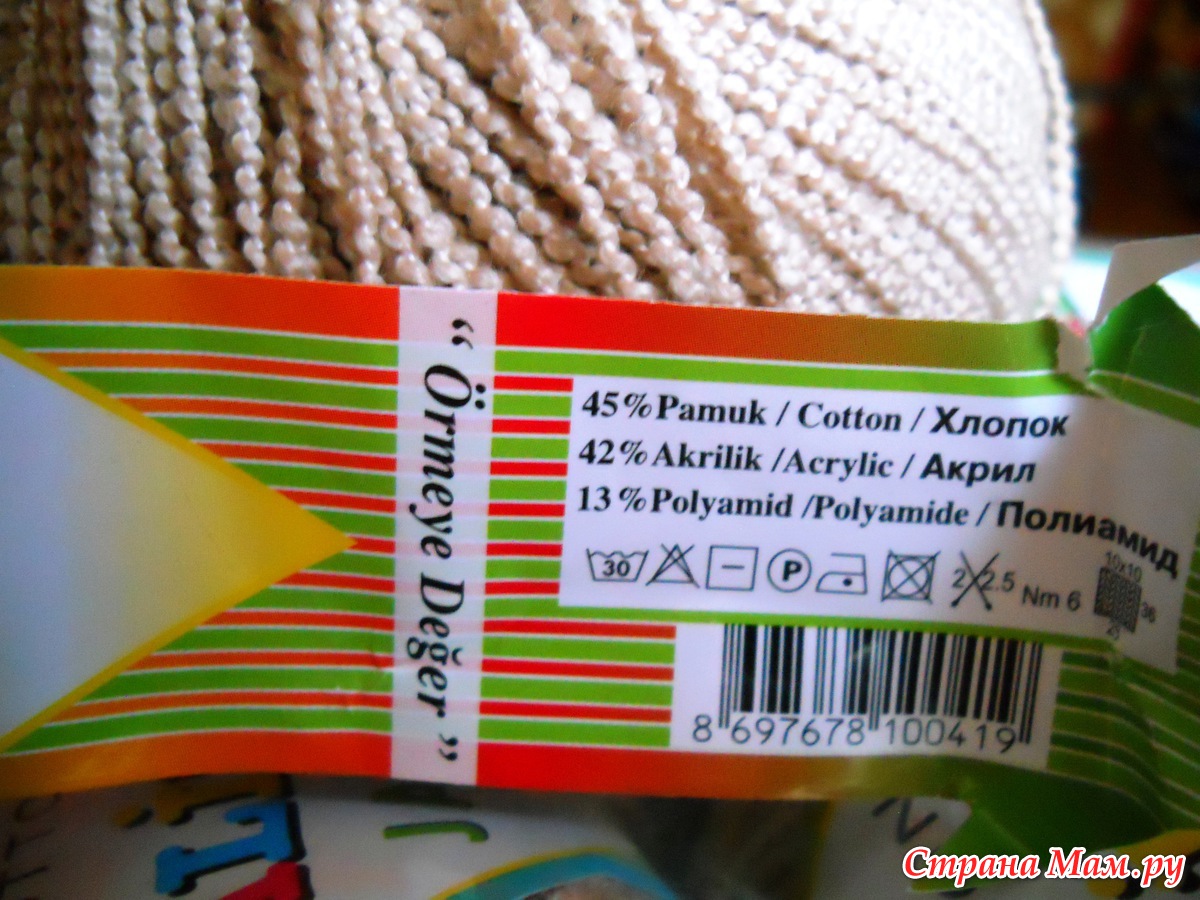 “ Örmeye Değer ”
45% Pamuk / Cotton / Хлопок
42% Akrilik /Acrylic / Акрил
13% Polyamid /Polyamide / Полиамид
30
P
2 2.5
Nm 6
10x10
36
8 697678 100419
Страна Мам.ру